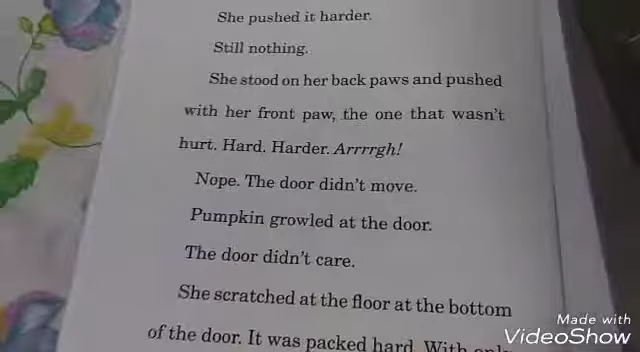 She pushed it harder.
Still nothing.
She stood on her back paws and pushed
with her front paw, the one that wasn't
hurt. Hard. Harder. Arrrrgh!
Nope. The door didn't move.
Pumpkin growled at the door.
The door didn't care.
She scratched at the floor at the bottom
of the door. It was packed hard. With
Made with
VideoShow